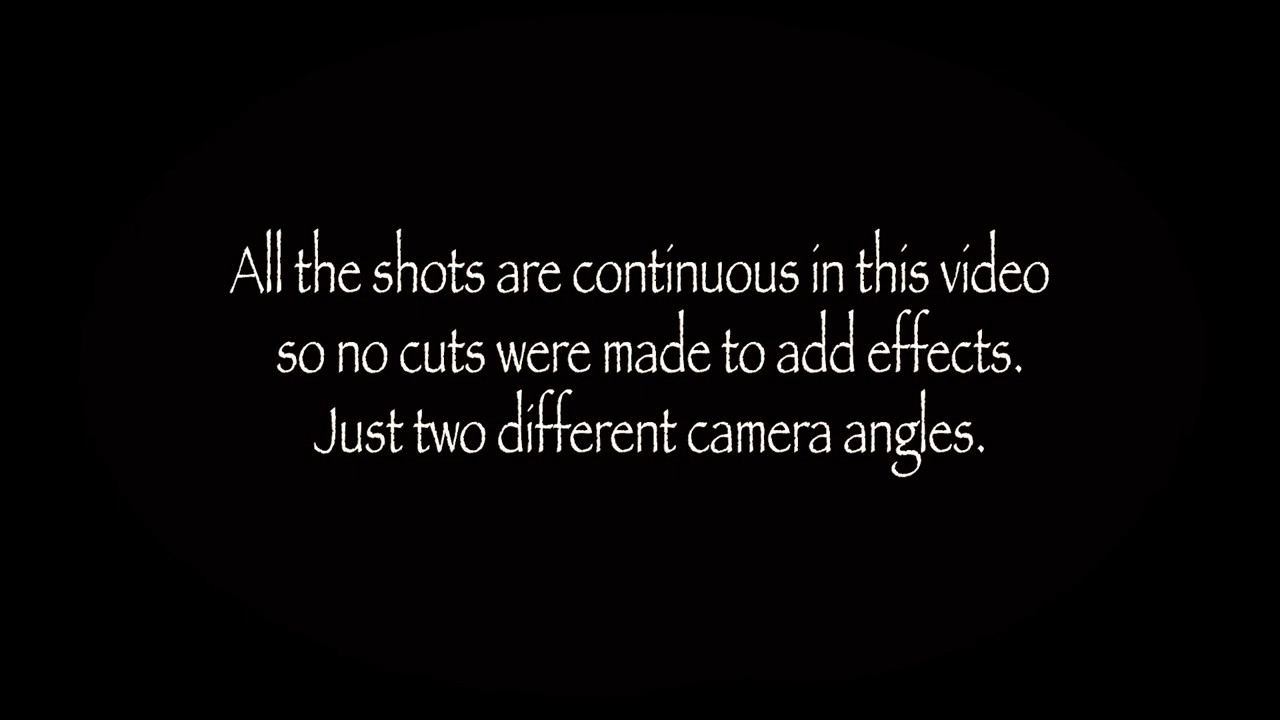 All the shots are continuous in this video
so no cuts were made to add effects.
Just two different camera angles.